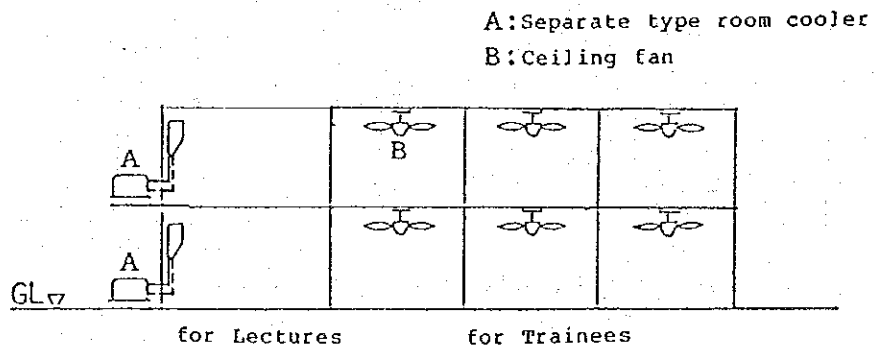 A:Separate type room cooler
B:Ceiling fan
A
B
A
GL
for Lectures for Trainees